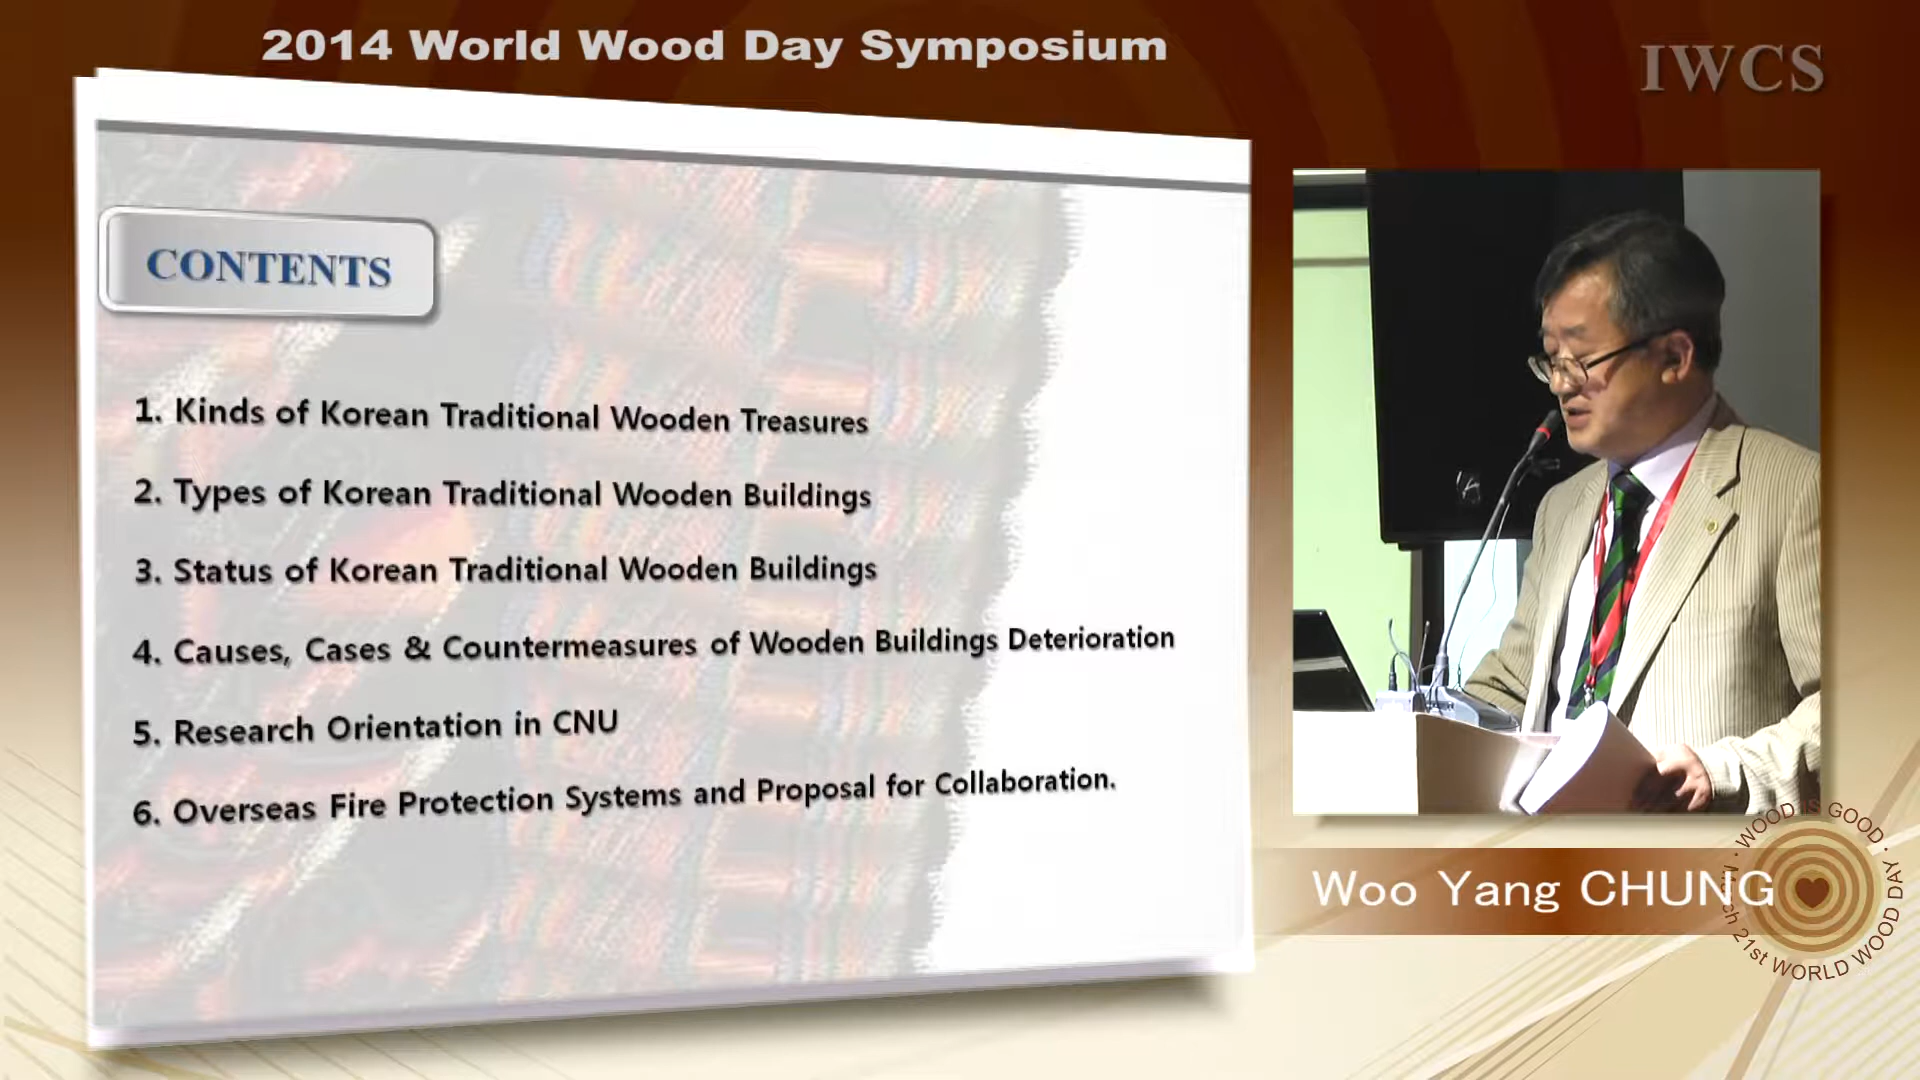 2014 World Wood Day Symposium
IWCS
CONTENTS
1. Kinds of Korean Traditional Wooden Treasures
2. Types of Korean Traditional Wooden Buildings
3. Status of Korean Traditional Wooden Buildings
4. Causes, Cases & Countermeasures of Wooden Buildings Deterioration
5. Research Orientation in CNU
6. Overseas Fire Protection Systems and Proposal for Collaboration.
Woo Yang CHUNG
· WOOD IS GOOD ·
March 21st WORLD WOOD DAY